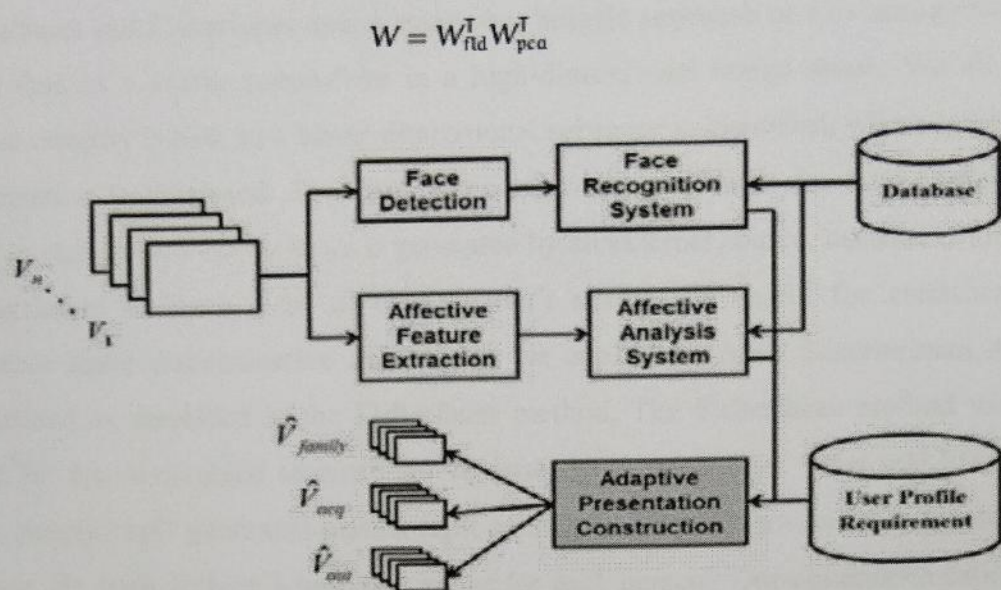 W = W_fld^T W_pca^T
Face
Detection
Face
Recognition
System
Database
V_n
V_1
Affective
Feature
Extraction
Affective
Analysis
System
V̂_family
V̂_acq
Adaptive
Presentation
Construction
User Profile
Requirement